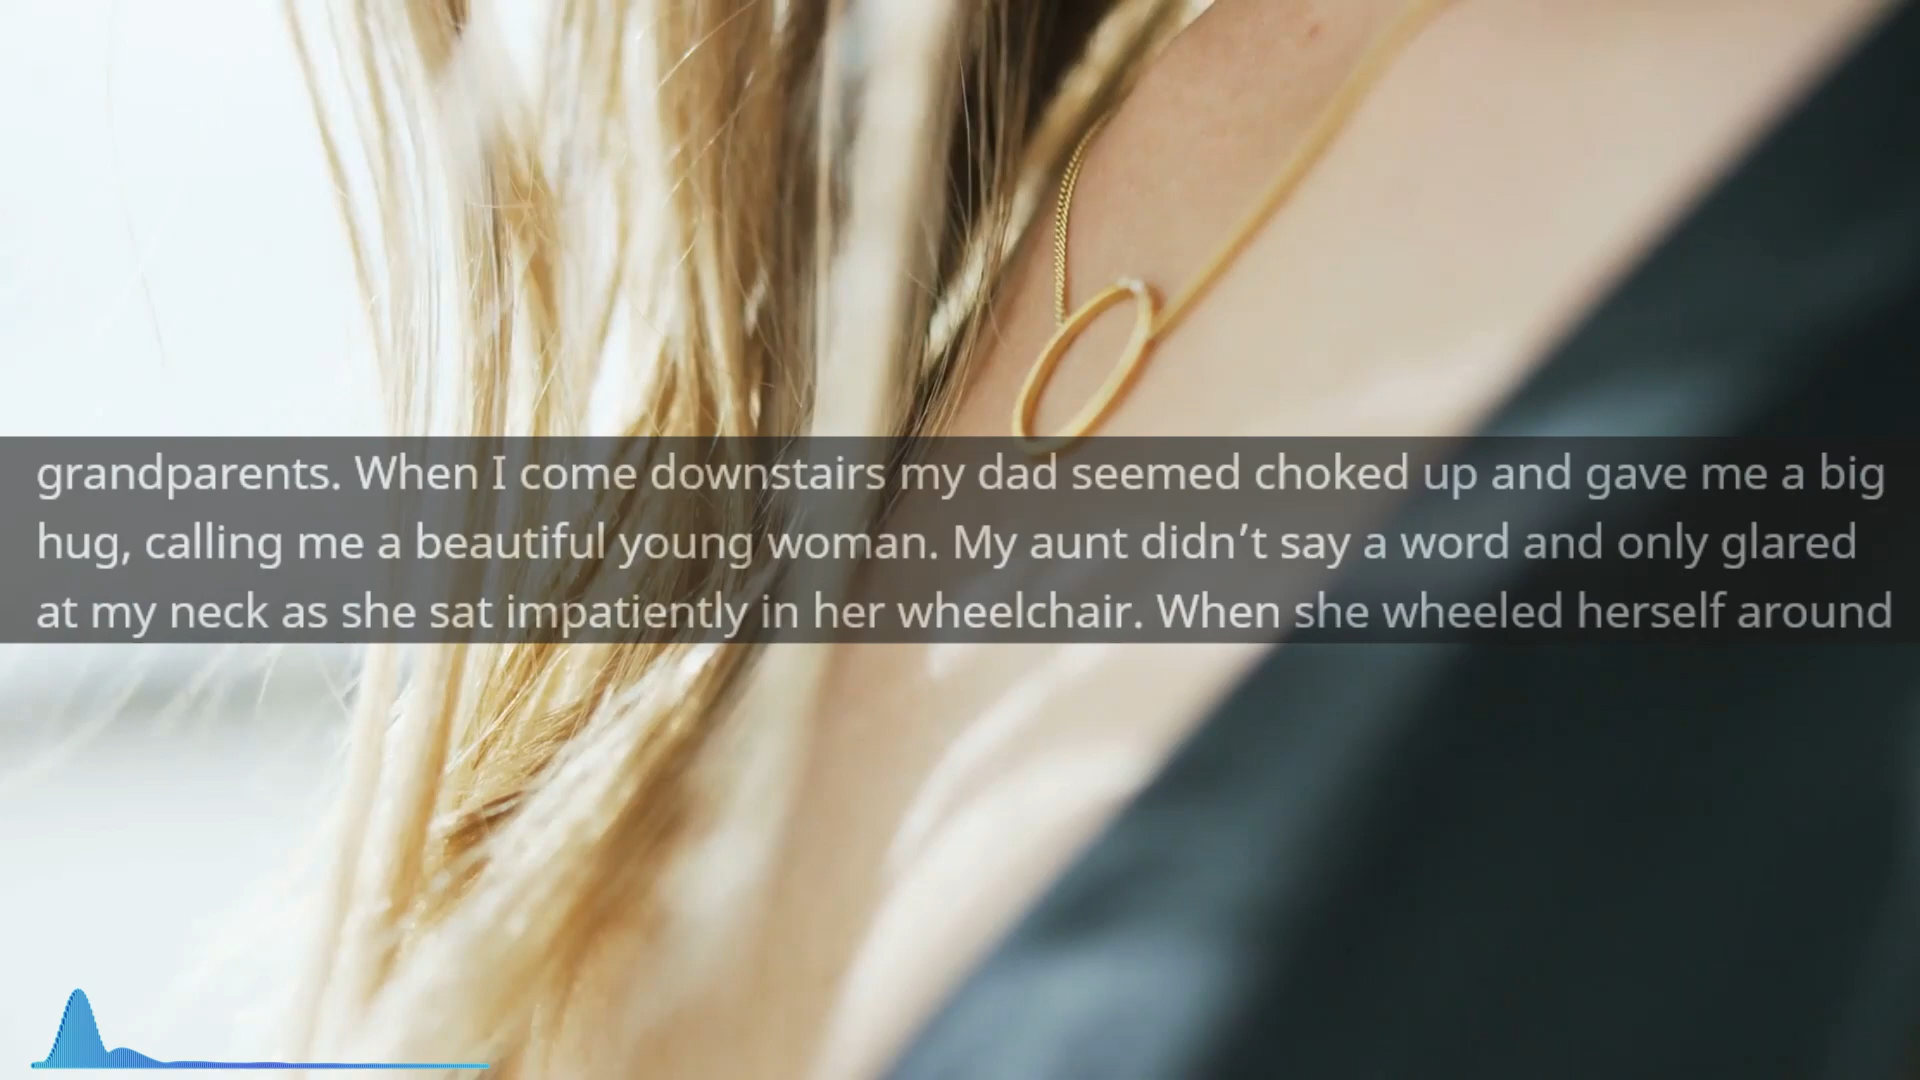 grandparents. When I come downstairs my dad seemed choked up and gave me a big
hug, calling me a beautiful young woman. My aunt didn’t say a word and only glared
at my neck as she sat impatiently in her wheelchair. When she wheeled herself around